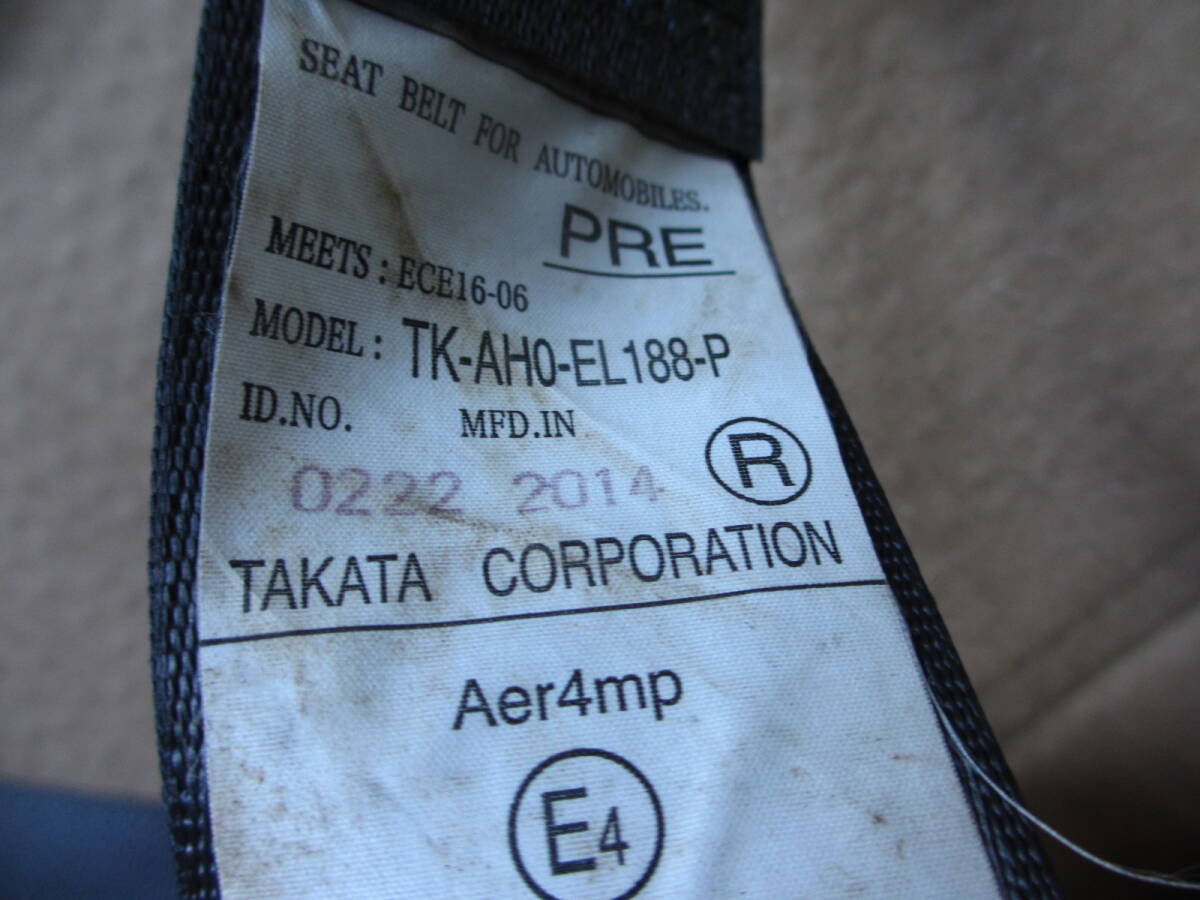 SEAT BELT FOR AUTOMOBILES.
PRE
MEETS : ECE16-06
MODEL : TK-AH0-EL188-P
ID.NO. MFD.IN
0222 2014
R
TAKATA CORPORATION
Aer4mp
E4